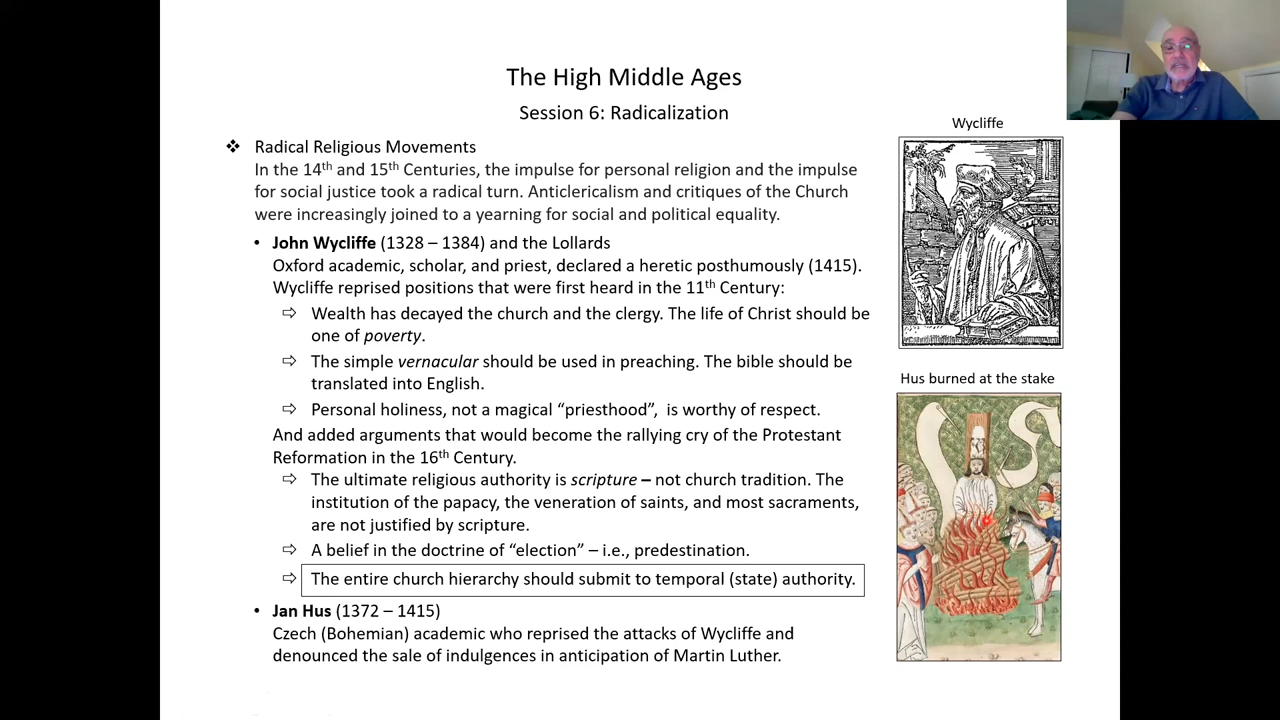 The High Middle Ages
Session 6: Radicalization
❖ Radical Religious Movements
In the 14th and 15th Centuries, the impulse for personal religion and the impulse
for social justice took a radical turn. Anticlericalism and critiques of the Church
were increasingly joined to a yearning for social and political equality.
• John Wycliffe (1328 – 1384) and the Lollards
Oxford academic, scholar, and priest, declared a heretic posthumously (1415).
Wycliffe reprised positions that were first heard in the 11th Century:
⇨ Wealth has decayed the church and the clergy. The life of Christ should be
one of poverty.
⇨ The simple vernacular should be used in preaching. The bible should be
translated into English.
⇨ Personal holiness, not a magical “priesthood”,  is worthy of respect.
And added arguments that would become the rallying cry of the Protestant
Reformation in the 16th Century.
⇨ The ultimate religious authority is scripture – not church tradition. The
institution of the papacy, the veneration of saints, and most sacraments,
are not justified by scripture.
⇨ A belief in the doctrine of “election” – i.e., predestination.
⇨ The entire church hierarchy should submit to temporal (state) authority.
• Jan Hus (1372 – 1415)
Czech (Bohemian) academic who reprised the attacks of Wycliffe and
denounced the sale of indulgences in anticipation of Martin Luther.
Wycliffe
Hus burned at the stake